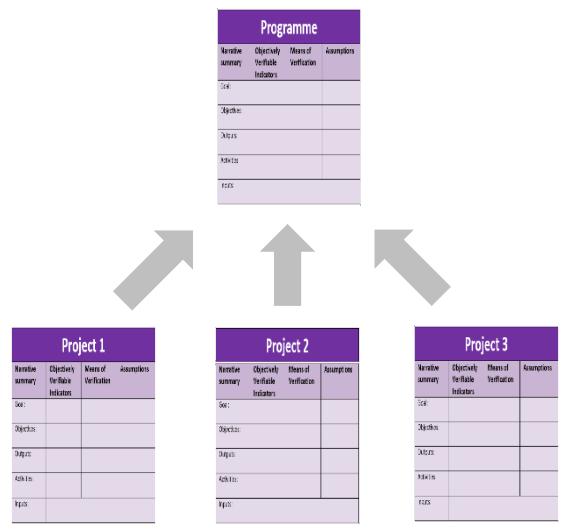 Programme
Narrative summary Objectively Verifiable Indicators Means of Verification Assumptions
Goal:
Objectives:
Outputs:
Activities:
Inputs:
Project 1
Narrative summary Objectively Verifiable Indicators Means of Verification Assumptions
Goal:
Objectives:
Outputs:
Activities:
Inputs:
Project 2
Narrative summary Objectively Verifiable Indicators Means of Verification Assumptions
Goal:
Objectives:
Outputs:
Activities:
Inputs:
Project 3
Narrative summary Objectively Verifiable Indicators Means of Verification Assumptions
Goal:
Objectives:
Outputs:
Activities:
Inputs: